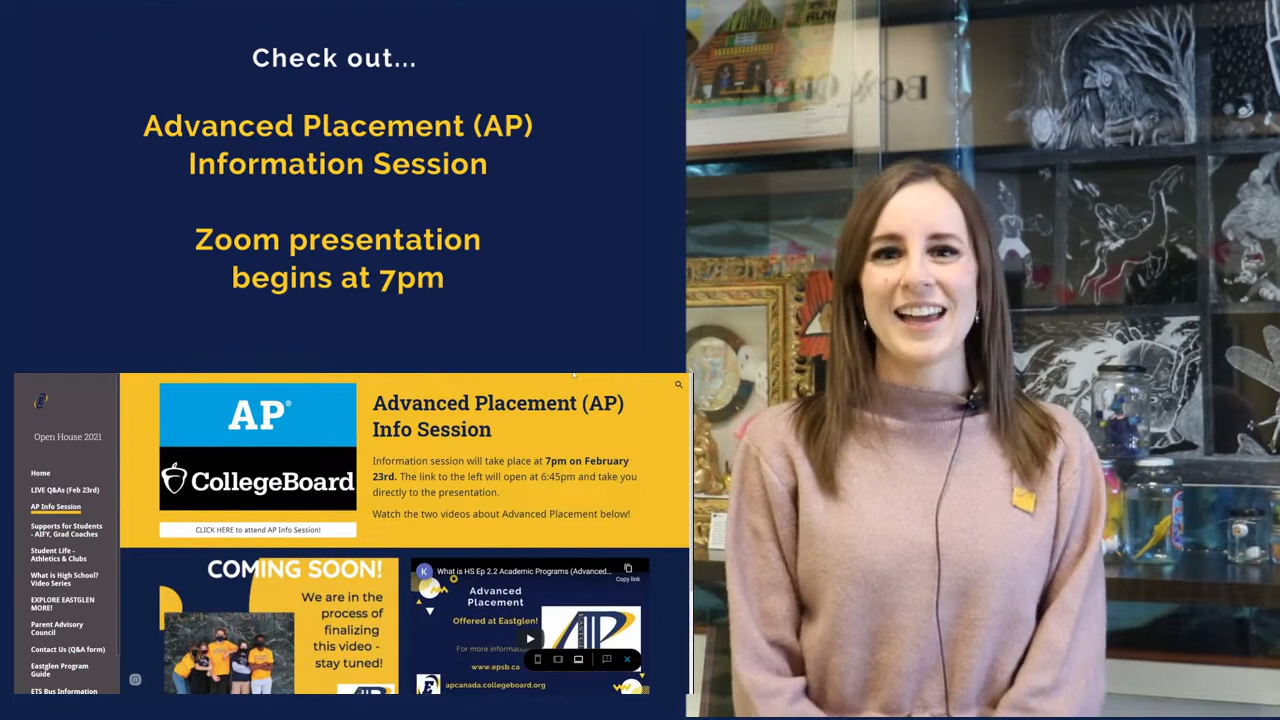 Check out...
Advanced Placement (AP)
Information Session
Zoom presentation
begins at 7pm
Open House 2021
Home
LIVE Q&As (Feb 23rd)
AP Info Session
Supports for Students
- AIFY, Grad Coaches
Student Life -
Athletics & Clubs
What is High School?
Video Series
EXPLORE EASTGLEN
MORE!
Parent Advisory
Council
Contact Us (Q&A form)
Eastglen Program
Guide
ETS Bus Information
AP®
CollegeBoard
CLICK HERE to attend AP Info Session!
Advanced Placement (AP)
Info Session
Information session will take place at 7pm on February
23rd. The link to the left will open at 6:45pm and take you
directly to the presentation.
Watch the two videos about Advanced Placement below!
COMING SOON!
We are in the
process of
finalizing
this video -
stay tuned!
K
What is HS Ep 2.2 Academic Programs (Advanced...
Copy link
Advanced
Placement
Offered at Eastglen!
For more information
www.epsb.ca
apcanada.collegeboard.org
AP
BOX